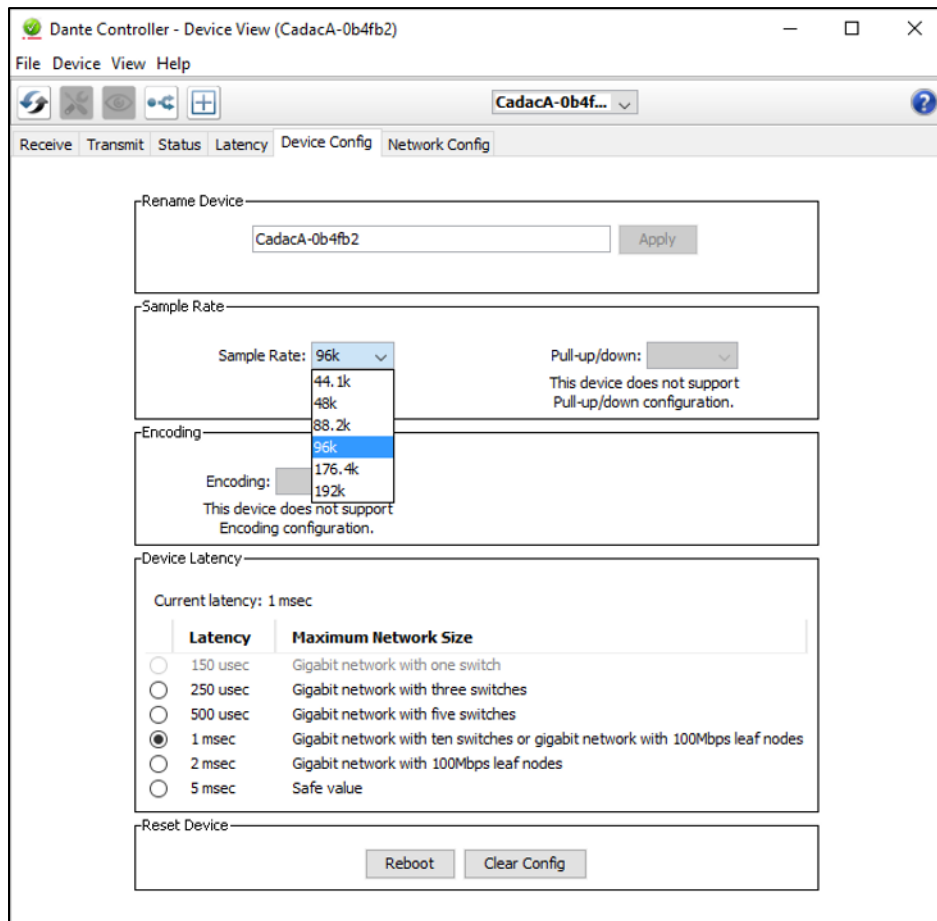 Dante Controller - Device View (CadacA-0b4fb2)
File Device View Help
CadacA-0b4f...
Receive Transmit Status Latency Device Config Network Config
Rename Device
CadacA-0b4fb2 Apply
Sample Rate
Sample Rate: 96k Pull-up/down:
44.1k This device does not support
48k Pull-up/down configuration.
88.2k
96k
176.4k
192k
Encoding
Encoding:
This device does not support
Encoding configuration.
Device Latency
Current latency: 1 msec
Latency Maximum Network Size
150 usec Gigabit network with one switch
250 usec Gigabit network with three switches
500 usec Gigabit network with five switches
1 msec Gigabit network with ten switches or gigabit network with 100Mbps leaf nodes
2 msec Gigabit network with 100Mbps leaf nodes
5 msec Safe value
Reset Device
Reboot Clear Config